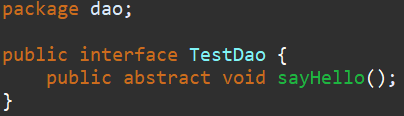 package dao;
public interface TestDao {
    public abstract void sayHello();
}